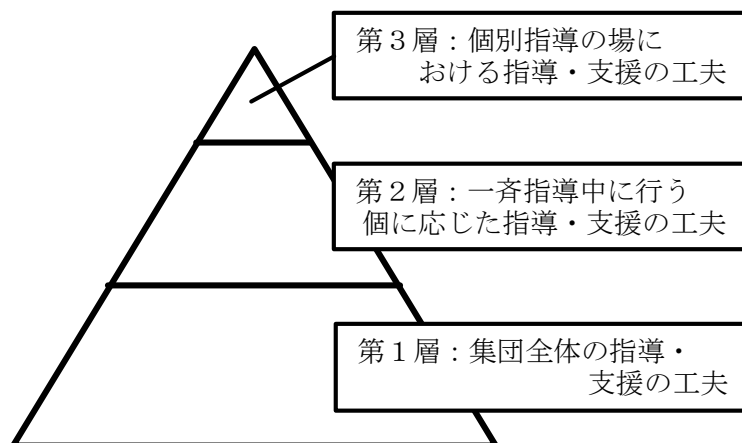 第３層：個別指導の場に
おける指導・支援の工夫
第２層：一斉指導中に行う
個に応じた指導・支援の工夫
第１層：集団全体の指導・
支援の工夫